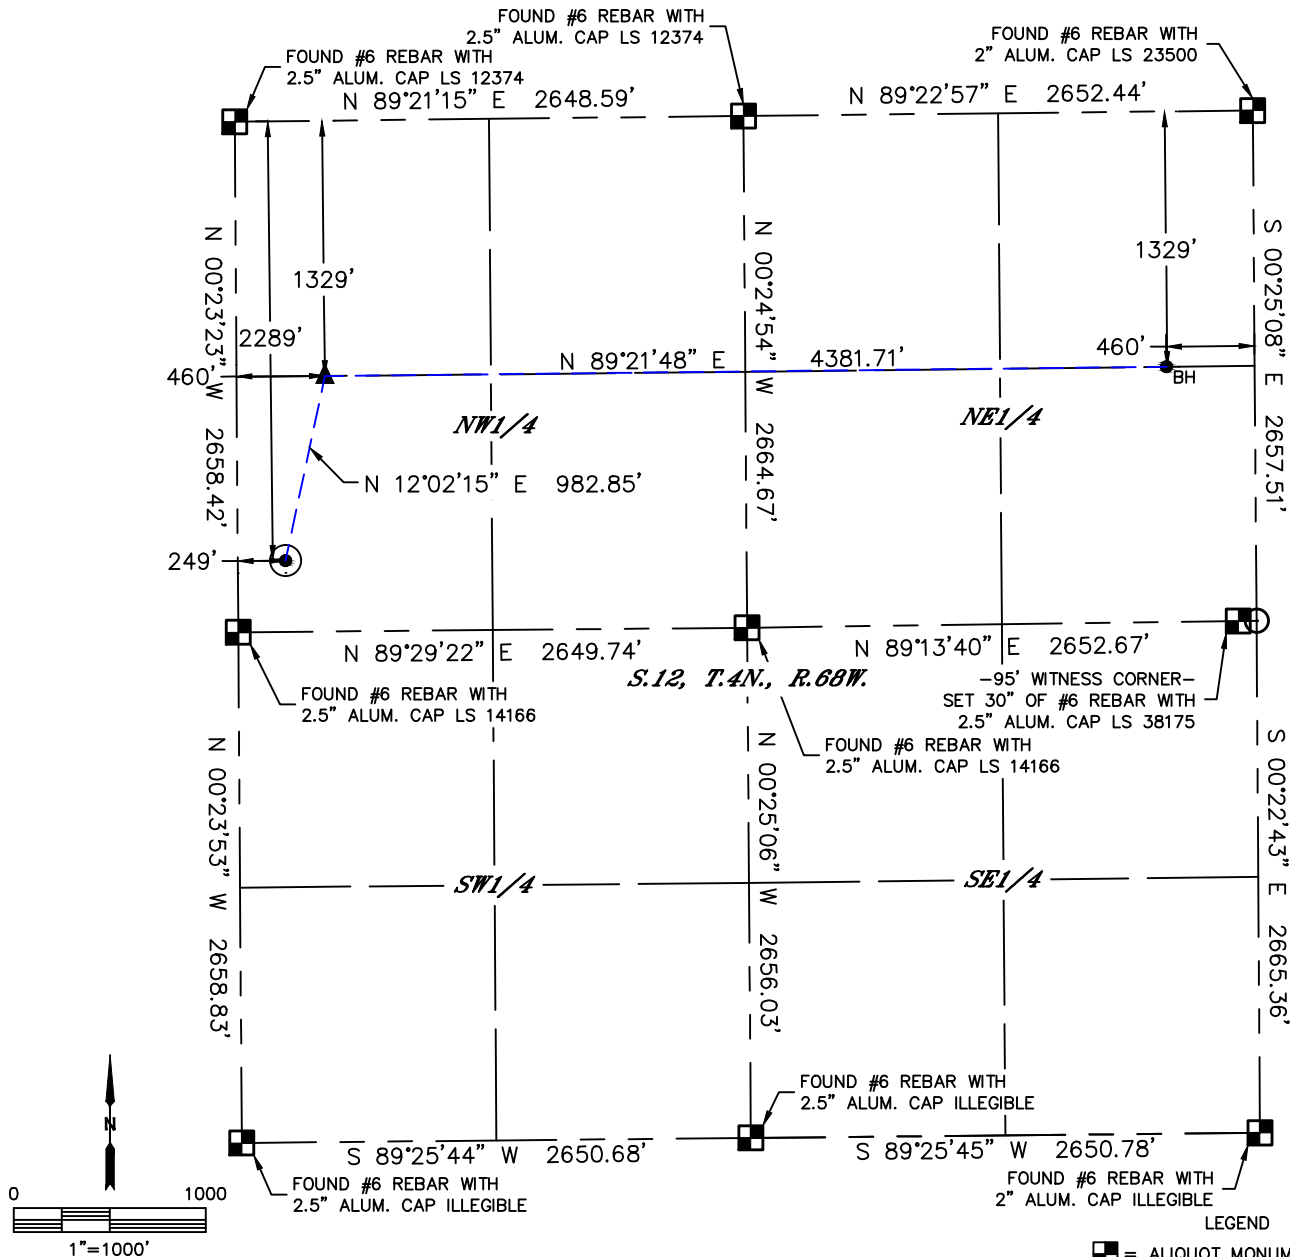 FOUND #6 REBAR WITH
2.5" ALUM. CAP LS 12374
FOUND #6 REBAR WITH
2" ALUM. CAP LS 23500
FOUND #6 REBAR WITH
2.5" ALUM. CAP LS 12374
N 89°21'15" E 2648.59'
N 89°22'57" E 2652.44'
N 00°23'23" W 2658.42'
N 00°24'54" W 2664.67'
S 00°25'08" E 2657.51'
1329'
1329'
2289'
460'
460'
N 89°21'48" E 4381.71'
BH
NW1/4
NE1/4
N 12°02'15" E 982.85'
249'
N 89°29'22" E 2649.74'
N 89°13'40" E 2652.67'
S.12, T.4N., R.68W.
-95' WITNESS CORNER-
SET 30" OF #6 REBAR WITH
2.5" ALUM. CAP LS 38175
FOUND #6 REBAR WITH
2.5" ALUM. CAP LS 14166
FOUND #6 REBAR WITH
2.5" ALUM. CAP LS 14166
N 00°23'53" W 2658.83'
N 00°25'06" W 2656.03'
S 00°22'43" E 2665.36'
SW1/4
SE1/4
N
FOUND #6 REBAR WITH
2.5" ALUM. CAP ILLEGIBLE
S 89°25'44" W 2650.68'
S 89°25'45" W 2650.78'
FOUND #6 REBAR WITH
2.5" ALUM. CAP ILLEGIBLE
FOUND #6 REBAR WITH
2" ALUM. CAP ILLEGIBLE
0 1000
1"=1000'
LEGEND
= ALIQUOT MONUM